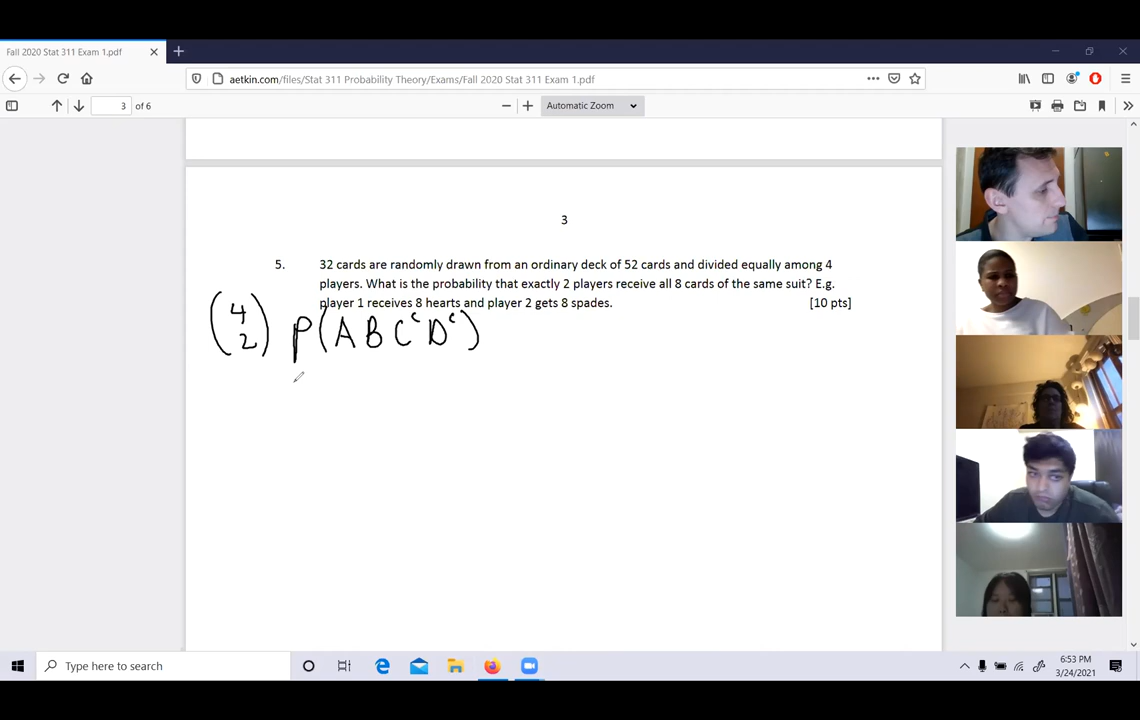 Fall 2020 Stat 311 Exam 1.pdf
aetkin.com/files/Stat 311 Probability Theory/Exams/Fall 2020 Stat 311 Exam 1.pdf
3 of 6
Automatic Zoom
3
5. 32 cards are randomly drawn from an ordinary deck of 52 cards and divided equally among 4
players. What is the probability that exactly 2 players receive all 8 cards of the same suit? E.g.
player 1 receives 8 hearts and player 2 gets 8 spades. [10 pts]
(4 2) P(A B C^c D^c)
Type here to search
6:53 PM
3/24/2021